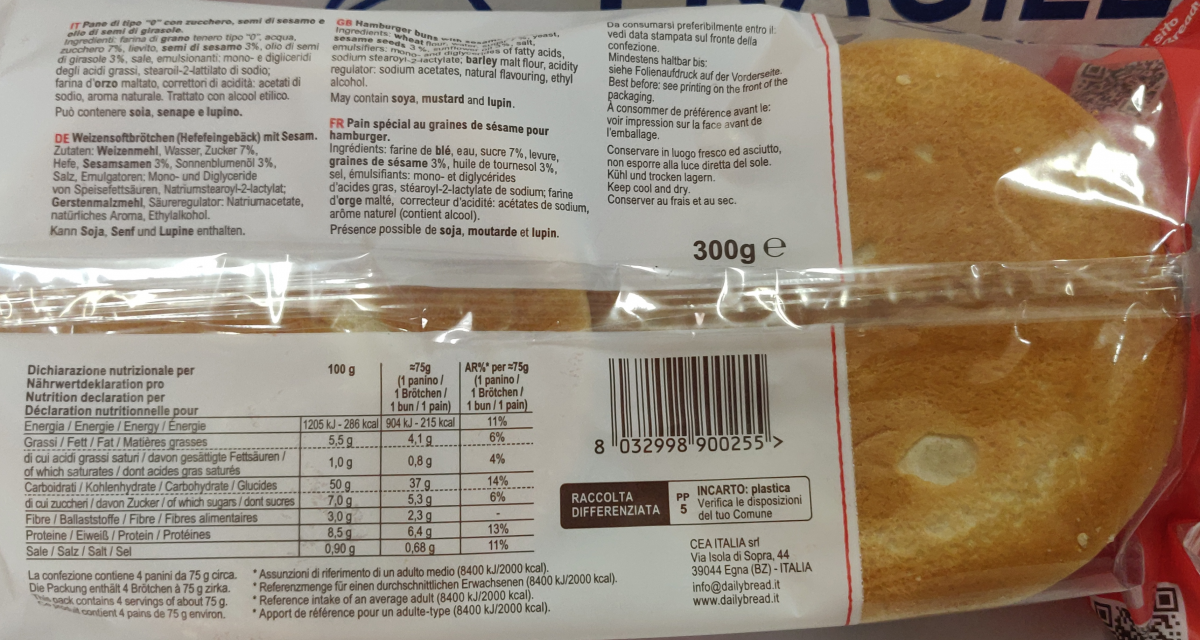 IT Pane di tipo "0" con zucchero, semi di sesamo e
olio di semi di girasole.
Ingredienti: farina di grano tenero tipo "0", acqua,
zucchero 7%, lievito, semi di sesamo 3%, olio di semi
di girasole 3%, sale, emulsionanti: mono- e digliceridi
degli acidi grassi, stearoil-2-lattilato di sodio;
farina d'orzo maltato, correttori di acidità: acetati di
sodio, aroma naturale. Trattato con alcool etilico.
Può contenere soia, senape e lupino.
DE Weizensoftbrötchen (Hefefeingebäck) mit Sesam.
Zutaten: Weizenmehl, Wasser, Zucker 7%,
Hefe, Sesamsamen 3%, Sonnenblumenöl 3%,
Salz, Emulgatoren: Mono- und Diglyceride
von Speisefettsäuren, Natriumstearoyl-2-lactylat;
Gerstenmalzmehl, Säureregulator: Natriumacetate,
natürliches Aroma, Ethylalkohol.
Kann Soja, Senf und Lupine enthalten.
GB Hamburger buns
Ingredients: wheat flour, yeast,
sesame seeds 3% salt,
emulsifiers: mono- and diglycerides of fatty acids,
sodium stearoyl-2-lactylate; barley malt flour, acidity
regulator: sodium acetates, natural flavouring, ethyl
alcohol.
May contain soya, mustard and lupin.
FR Pain spécial au graines de sésame pour
hamburger.
Ingrédients: farine de blé, eau, sucre 7%, levure,
graines de sésame 3%, huile de tournesol 3%,
sel, émulsifiants: mono- et diglycérides
d'acides gras, stéaroyl-2-lactylate de sodium; farine
d'orge malté, correcteur d'acidité: acétates de sodium,
arôme naturel (contient alcool).
Présence possible de soja, moutarde et lupin.
Da consumarsi preferibilmente entro il:
vedi data stampata sul fronte della
confezione.
Mindestens haltbar bis:
siehe Folienaufdruck auf der Vorderseite.
Best before: see printing on the front of the
packaging.
À consommer de préférence avant le:
voir impression sur la face avant de
l'emballage.
Conservare in luogo fresco ed asciutto,
non esporre alla luce diretta del sole.
Kühl und trocken lagern.
Keep cool and dry.
Conserver au frais et au sec.
300g ℮
Dichiarazione nutrizionale per
Nährwertdeklaration pro
Nutrition declaration per
Déclaration nutritionnelle pour
100 g
≈75g
(1 panino /
1 Brötchen /
1 bun / 1 pain)
AR%* per ≈75g
(1 panino /
1 Brötchen /
1 bun / 1 pain)
Energia / Energie / Energy / Énergie 1205 kJ - 286 kcal 904 kJ - 215 kcal 11%
Grassi / Fett / Fat / Matières grasses 5,5 g 4,1 g 6%
di cui acidi grassi saturi / davon gesättigte Fettsäuren /
of which saturates / dont acides gras saturés 1,0 g 0,8 g 4%
Carboidrati / Kohlenhydrate / Carbohydrate / Glucides 50 g 37 g 14%
di cui zuccheri / davon Zucker / of which sugars / dont sucres 7,0 g 5,3 g 6%
Fibre / Ballaststoffe / Fibre / Fibres alimentaires 3,0 g 2,3 g -
Proteine / Eiweiß / Protein / Protéines 8,5 g 6,4 g 13%
Sale / Salz / Salt / Sel 0,90 g 0,68 g 11%
La confezione contiene 4 panini da 75 g circa.
Die Packung enthält 4 Brötchen à 75 g zirka.
pack contains 4 servings of about 75 g.
contient 4 pains de 75 g environ.
* Assunzioni di riferimento di un adulto medio (8400 kJ/2000 kcal).
* Referenzmenge für einen durchschnittlichen Erwachsenen (8400 kJ/2000 kcal).
* Reference intake of an average adult (8400 kJ/2000 kcal).
* Apport de référence pour un adulte-type (8400 kJ/2000 kcal).
8 032998 900255 >
RACCOLTA
DIFFERENZIATA
PP
5
INCARTO: plastica
Verifica le disposizioni
del tuo Comune
CEA ITALIA srl
Via Isola di Sopra, 44
39044 Egna (BZ) - ITALIA
info@dailybread.it
www.dailybread.it